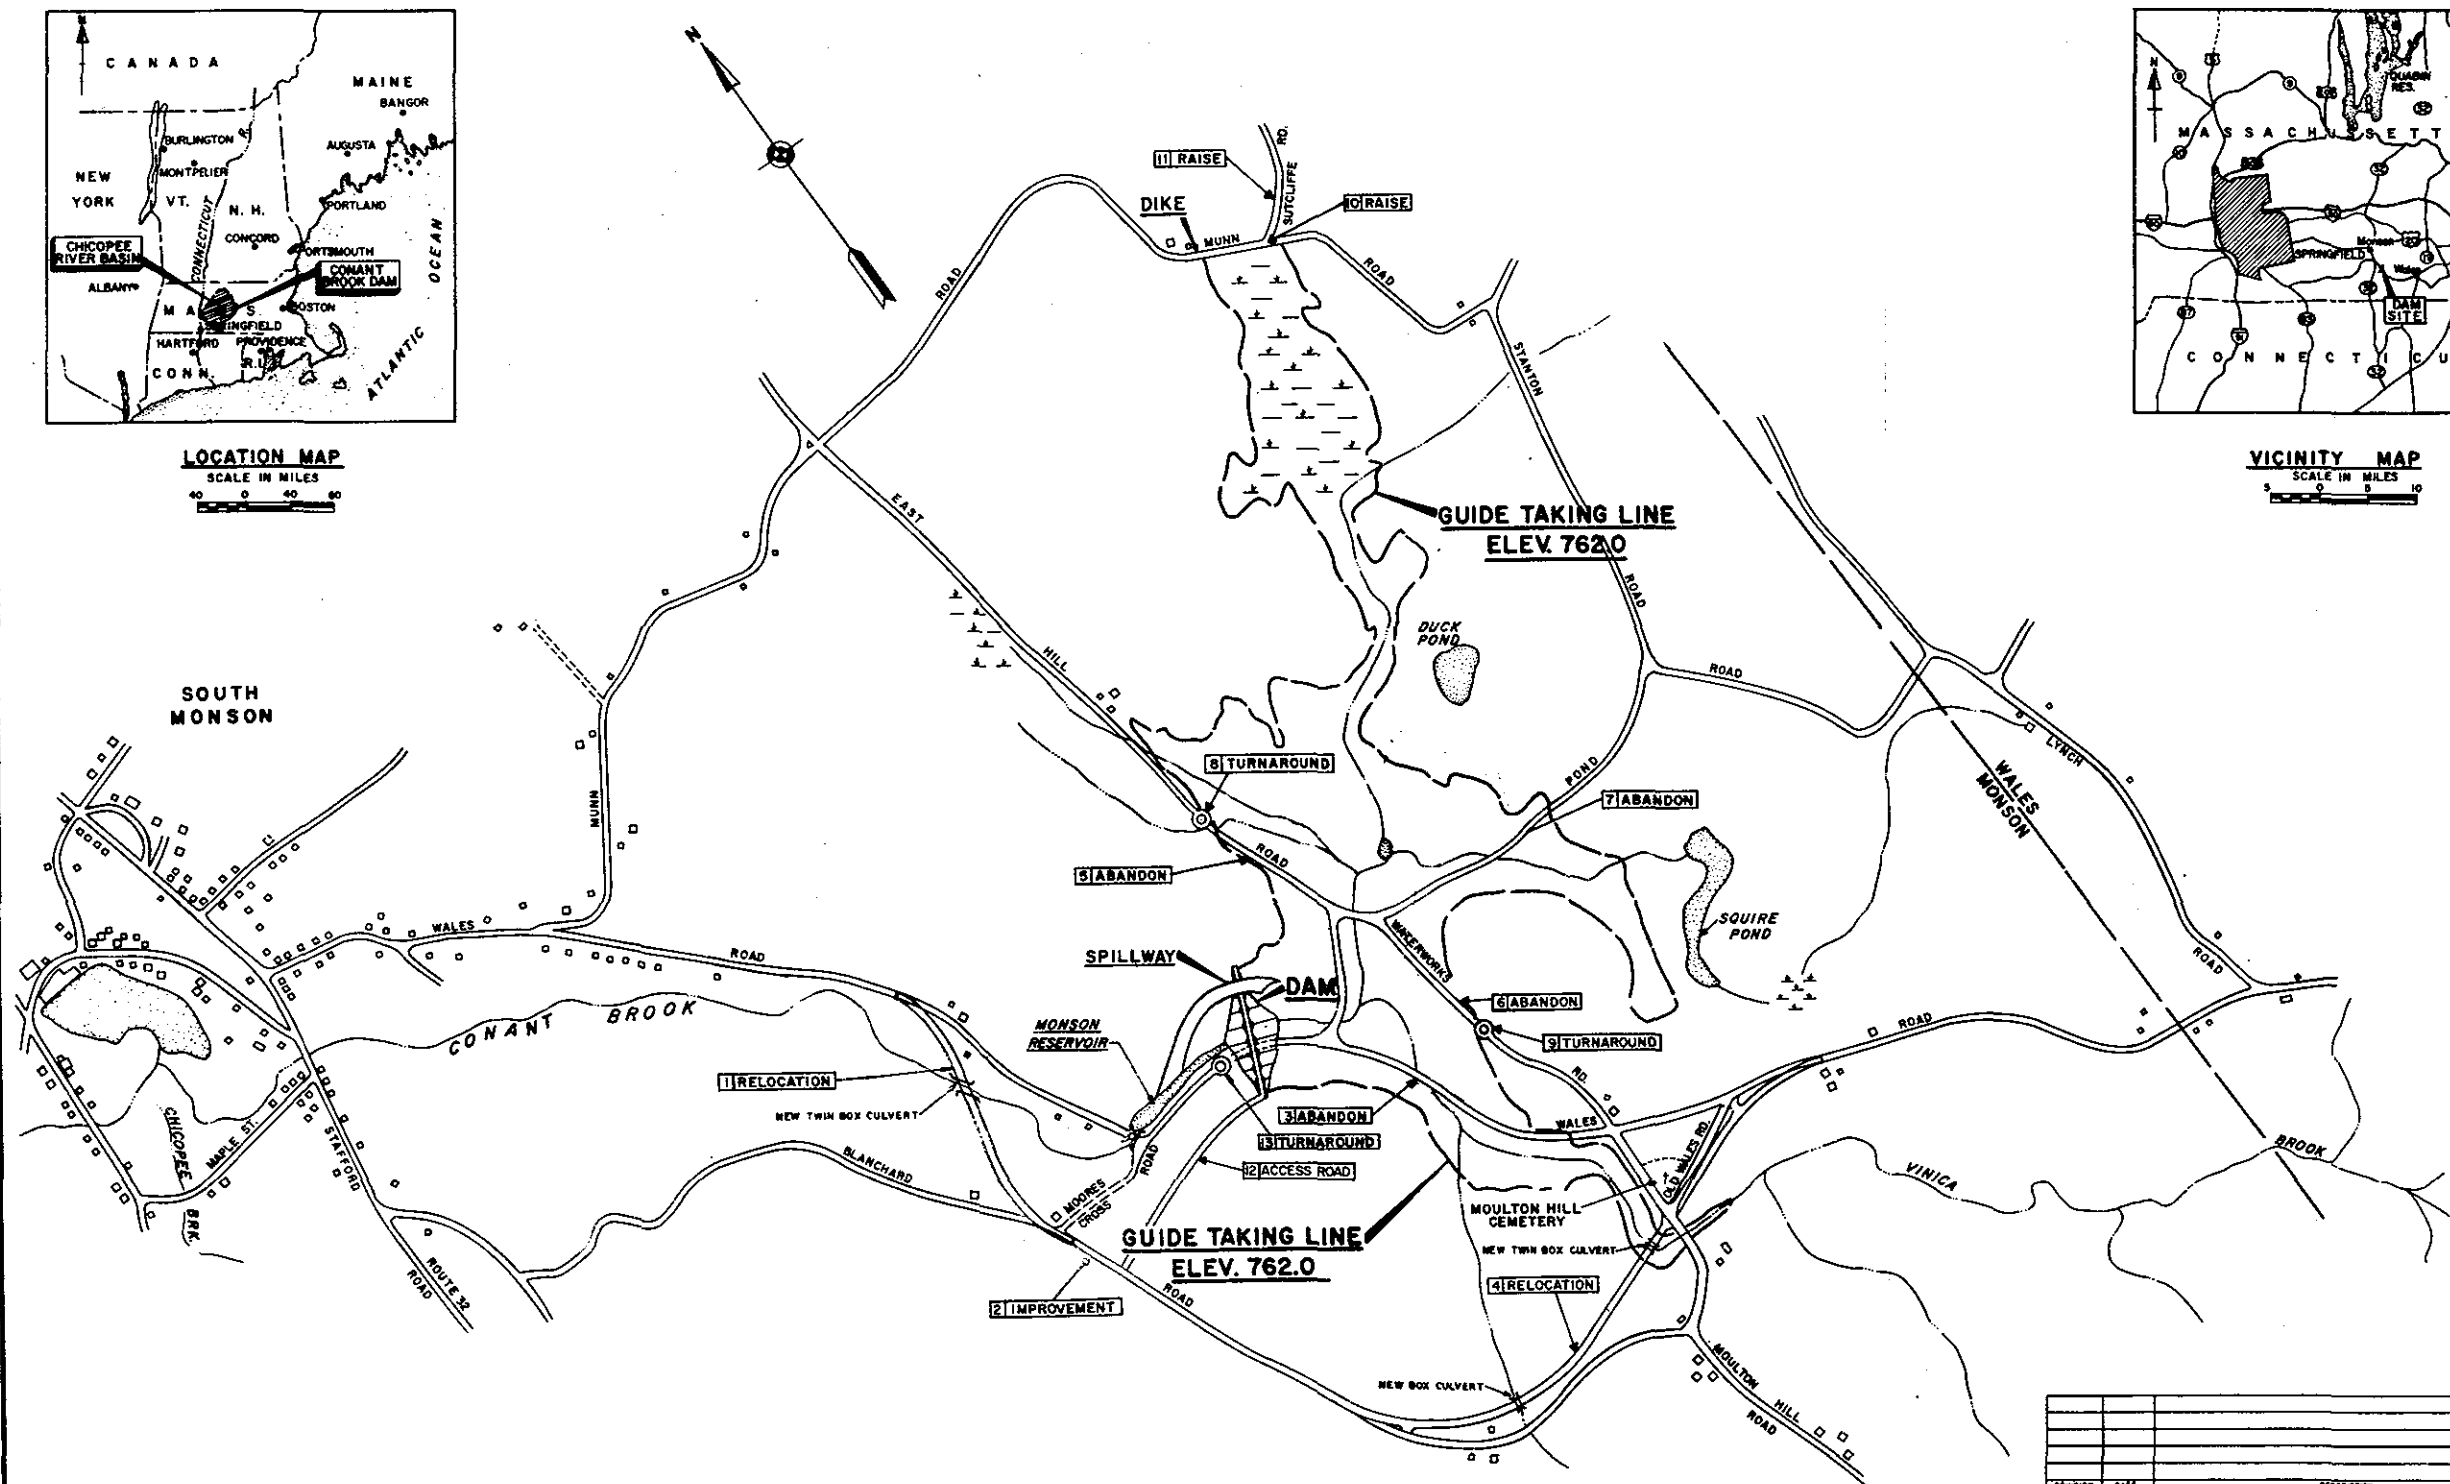 N
CANADA
MAINE
BANGOR
BURLINGTON
AUGUSTA
MONTPELIER
NEW
YORK
VT.
N. H.
PORTLAND
CONNECTICUT
R.
CONCORD
CHICOPEE
RIVER BASIN
PORTSMOUTH
CONANT
BROOK DAM
ALBANY
MASS.
BOSTON
SPRINGFIELD
HARTFORD
PROVIDENCE
CONN.
R.I.
ATLANTIC
OCEAN
LOCATION MAP
SCALE IN MILES
40 0 40 80
N
N
QUABIN
RES.
MASSACHUSETT
SPRINGFIELD
Monson
Wales
DAM
SITE
CONNECTICU
VICINITY MAP
SCALE IN MILES
5 0 5 10
11 RAISE
SUTCLIFFE
RD.
10 RAISE
DIKE
MUNN
ROAD
ROAD
STANTON
ROAD
GUIDE TAKING LINE
ELEV. 762.0
EAST
HILL
ROAD
DUCK
POND
ROAD
SOUTH
MONSON
MUNN
8 TURNAROUND
POND
7 ABANDON
WALES
MONSON
LYNCH
ROAD
5 ABANDON
WALES
ROAD
SPILLWAY
DAM
WATERWORKS
RD.
SQUIRE
POND
6 ABANDON
9 TURNAROUND
ROAD
CONANT BROOK
MONSON
RESERVOIR
1 RELOCATION
NEW TWIN BOX CULVERT
3 ABANDON
13 TURNAROUND
12 ACCESS ROAD
WALES
OLD WALES RD.
CHICOPEE
BRK.
MAPLE ST.
STAFFORD
ROAD
ROUTE 32
BLANCHARD
MOORES
CROSS
ROAD
VINICA
BROOK
MOULTON HILL
CEMETERY
NEW TWIN BOX CULVERT
GUIDE TAKING LINE
ELEV. 762.0
2 IMPROVEMENT
ROAD
4 RELOCATION
NEW BOX CULVERT
MOULTON
HILL
ROAD